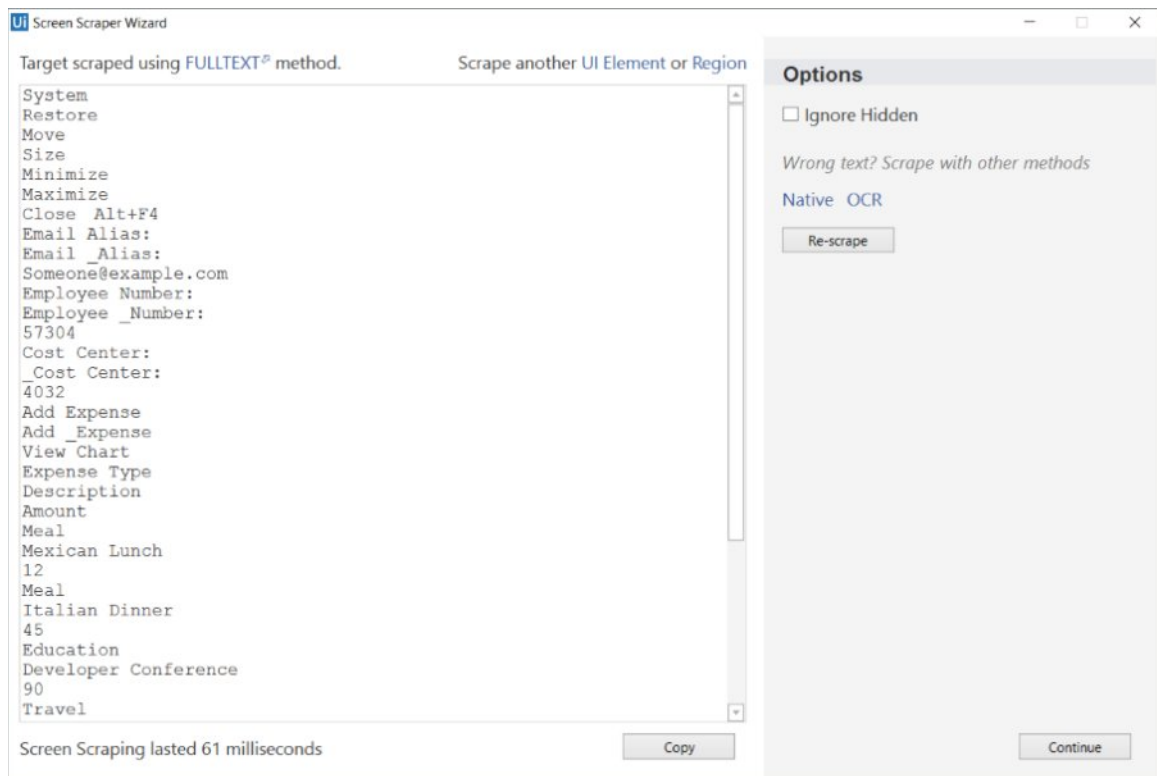 Ui Screen Scraper Wizard
Target scraped using FULLTEXT method.
Scrape another UI Element or Region
System
Restore
Move
Size
Minimize
Maximize
Close Alt+F4
Email Alias:
Email _Alias:
Someone@example.com
Employee Number:
Employee _Number:
57304
Cost Center:
_Cost Center:
4032
Add Expense
Add _Expense
View Chart
Expense Type
Description
Amount
Meal
Mexican Lunch
12
Meal
Italian Dinner
45
Education
Developer Conference
90
Travel
Screen Scraping lasted 61 milliseconds
Copy
Options
Ignore Hidden
Wrong text? Scrape with other methods
Native OCR
Re-scrape
Continue